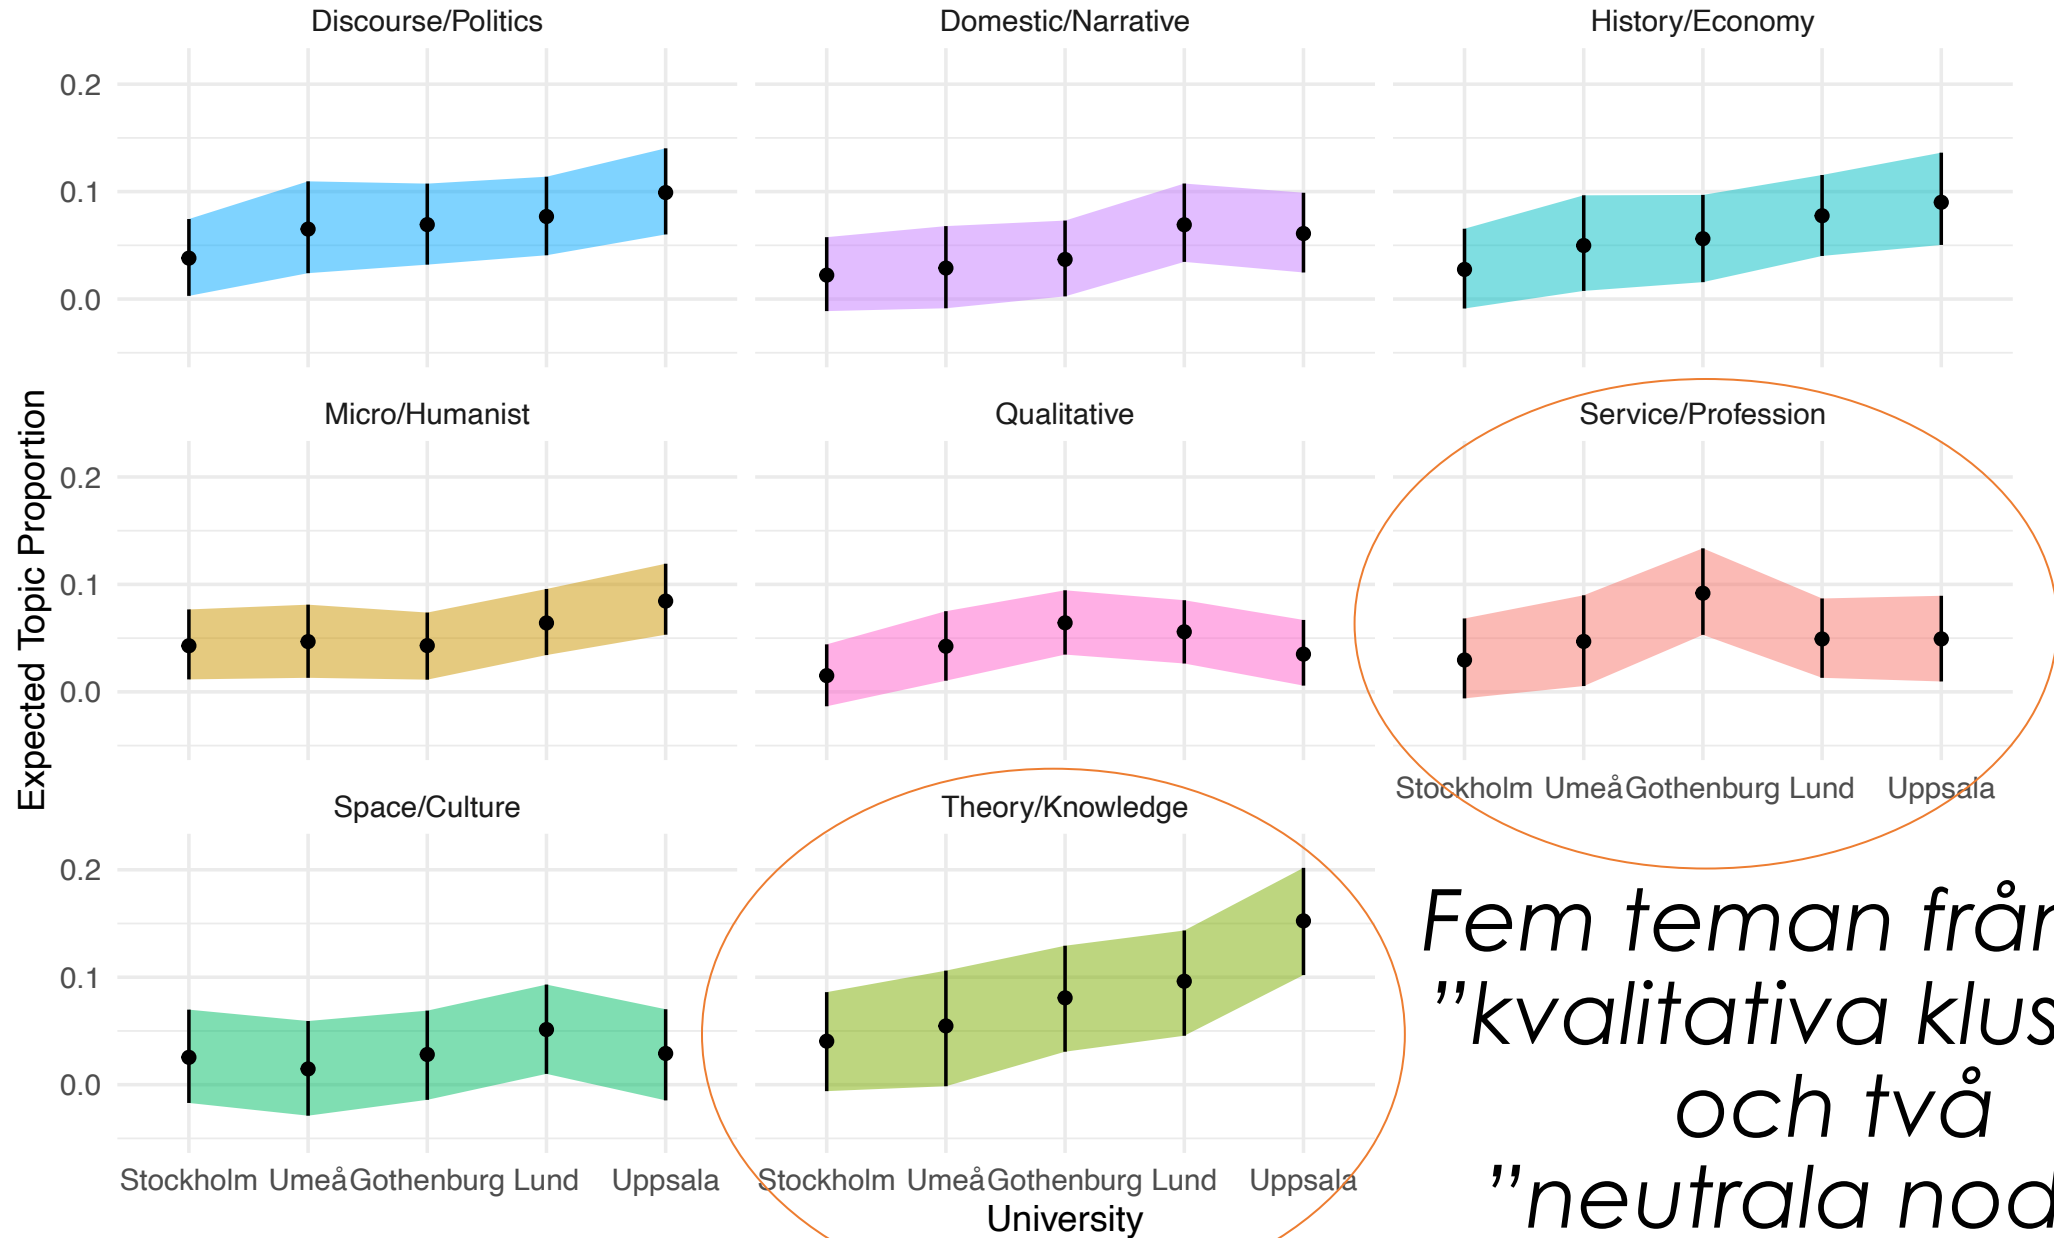 Discourse/Politics
Domestic/Narrative
History/Economy
0.2
0.1
0.0
Expected Topic Proportion
Micro/Humanist
Qualitative
Service/Profession
0.2
0.1
0.0
Stockholm Umeå Gothenburg Lund Uppsala
Space/Culture
Theory/Knowledge
0.2
0.1
0.0
Stockholm Umeå Gothenburg Lund Uppsala
Stockholm Umeå Gothenburg Lund Uppsala
University
Fem teman
”kvalitativa
och två
”neutrala